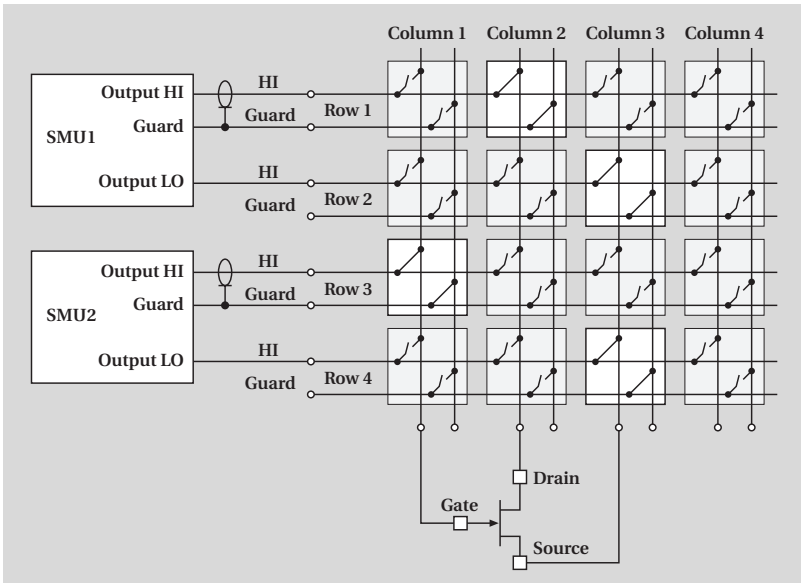 Column 1 Column 2 Column 3 Column 4
Output HI HI
Guard Guard Row 1
SMU1
Output LO HI
Guard Row 2
Output HI HI
Guard Guard Row 3
SMU2
Output LO HI
Guard Row 4
Drain
Gate
Source